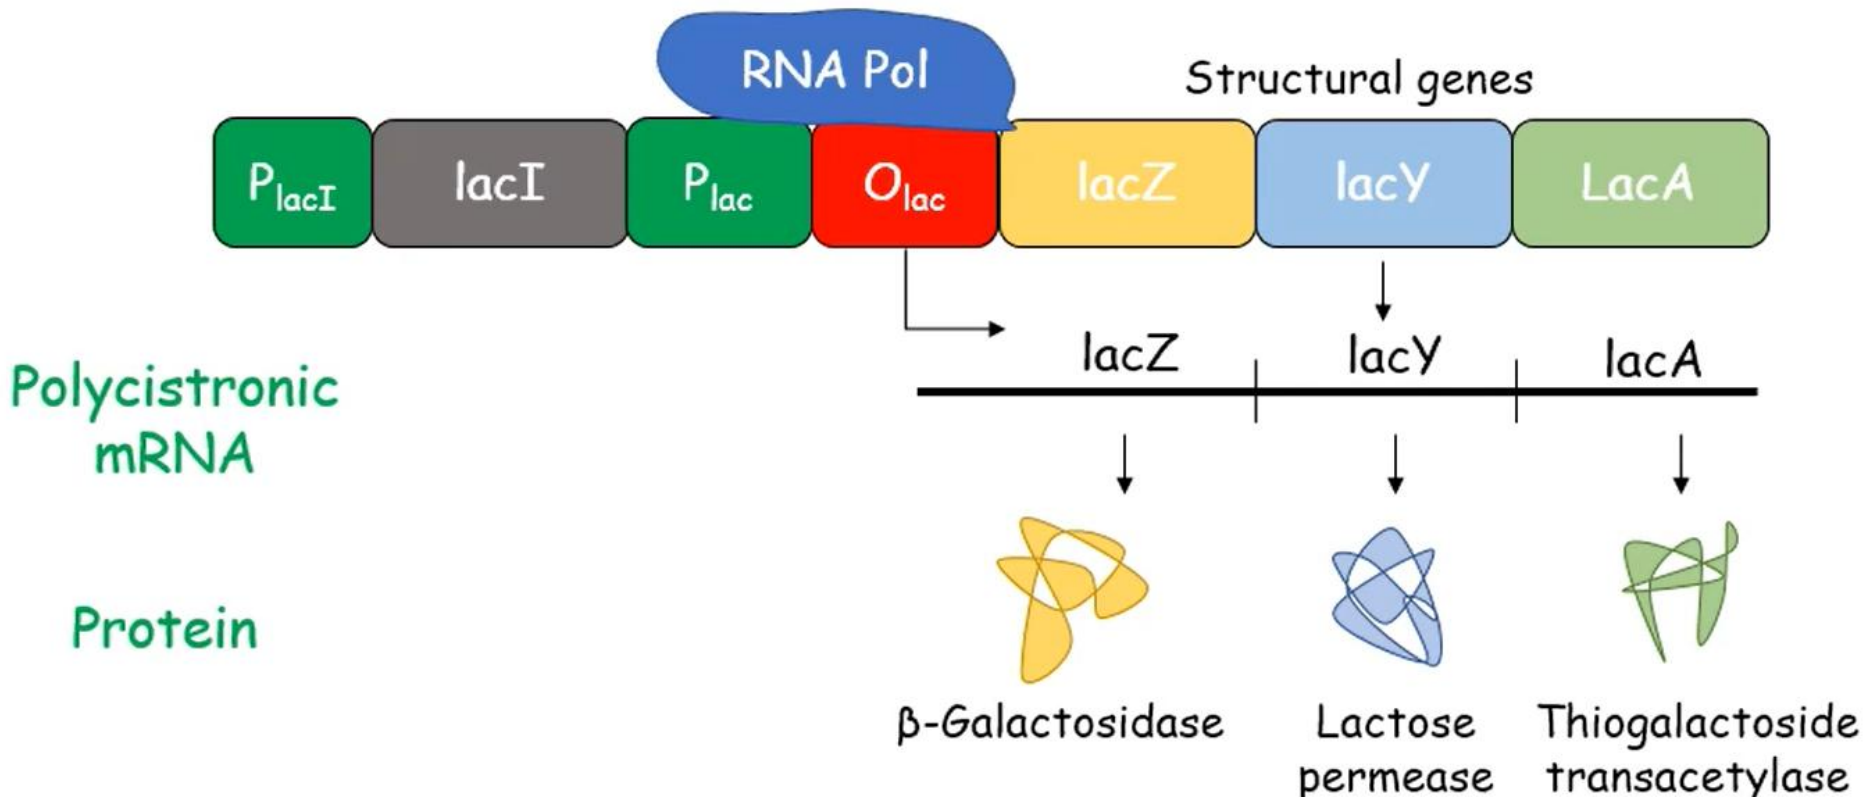 RNA Pol
Structural genes
PlacI
lacI
Plac
Olac
lacZ
lacY
LacA
lacZ
lacY
lacA
Polycistronic
mRNA
Protein
β-Galactosidase
Lactose
permease
Thiogalactoside
transacetylase